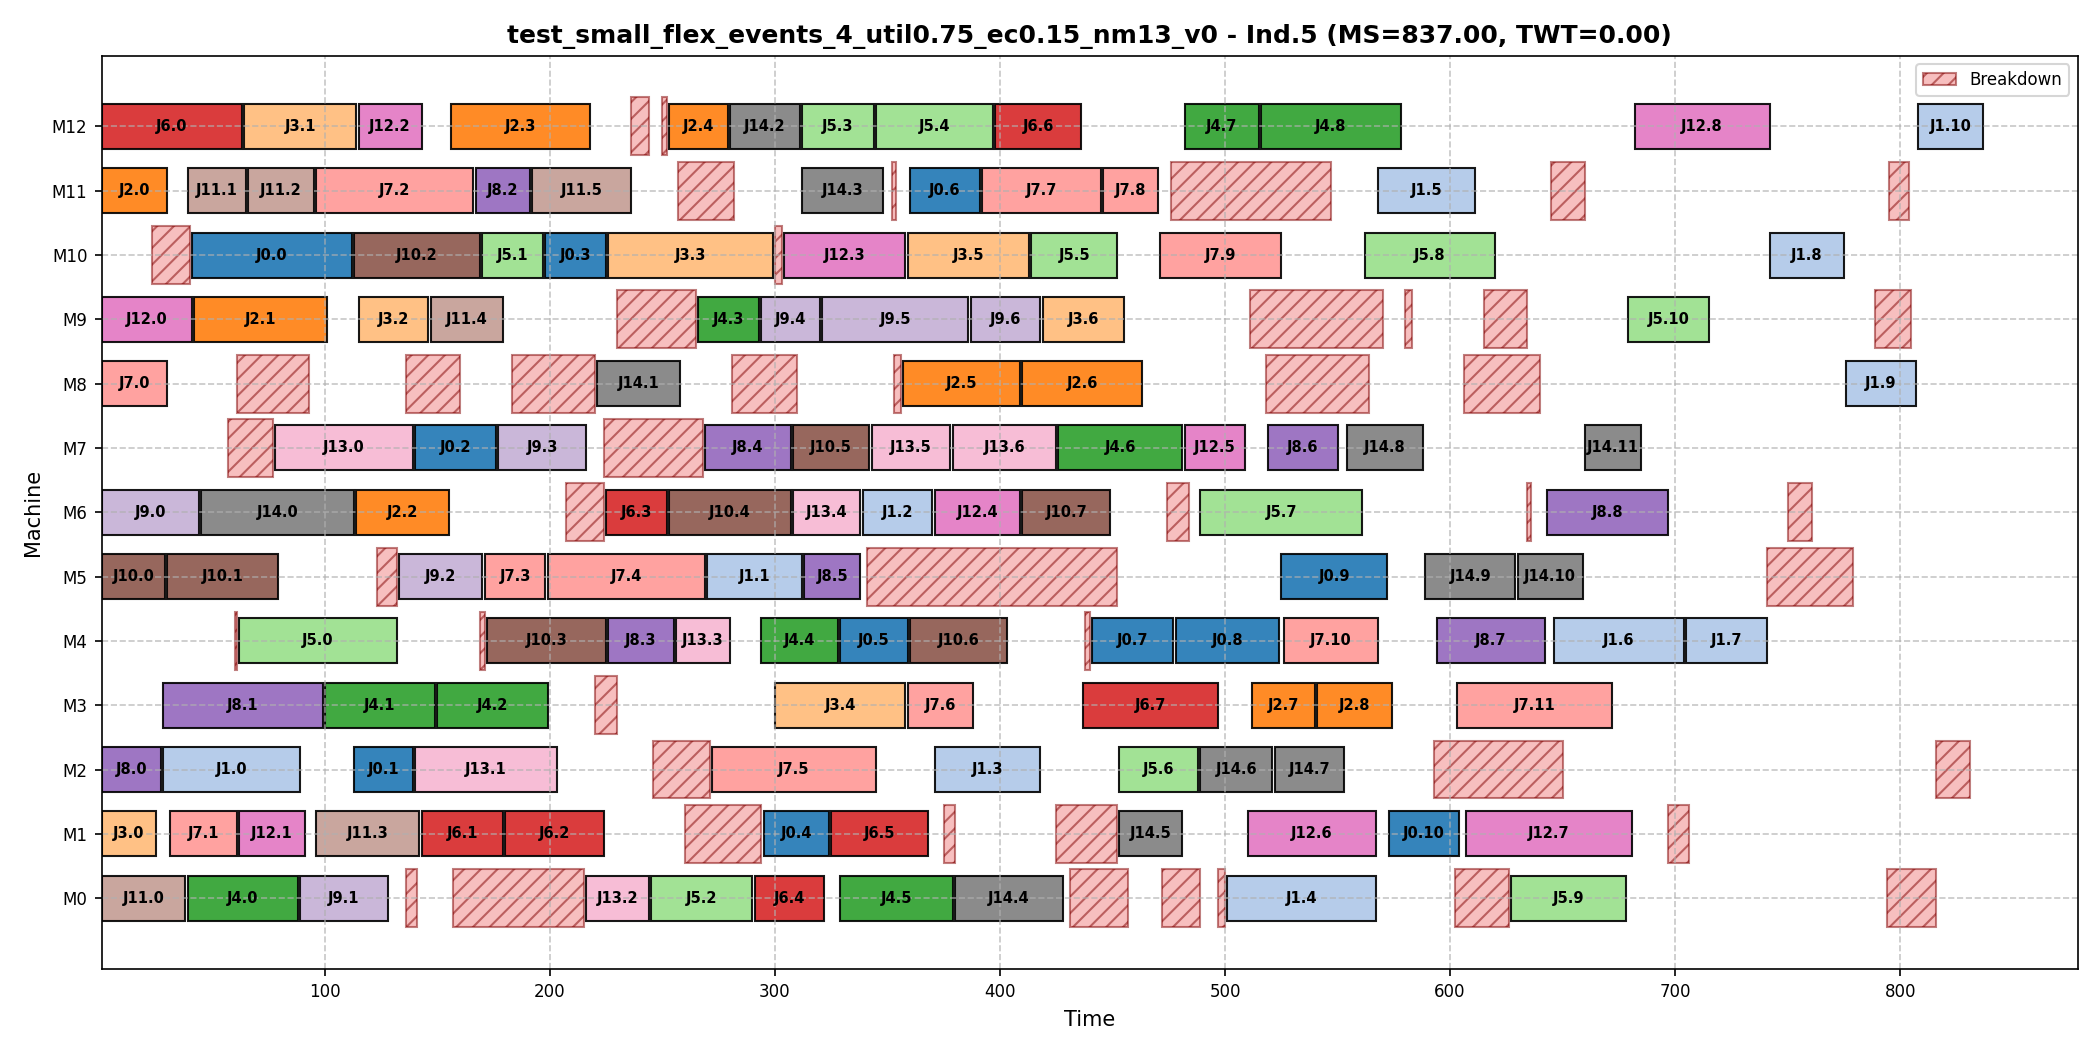 test_small_flex_events_4_util0.75_ec0.15_nm13_v0 - Ind.5 (MS=837.00, TWT=0.00)
Breakdown
M12 J6.0 J3.1 J12.2 J2.3 J2.4 J14.2 J5.3 J5.4 J6.6 J4.7 J4.8 J12.8 J1.10
M11 J2.0 J11.1 J11.2 J7.2 J8.2 J11.5 J14.3 J0.6 J7.7 J7.8 J1.5
M10 J0.0 J10.2 J5.1 J0.3 J3.3 J12.3 J3.5 J5.5 J7.9 J5.8 J1.8
M9 J12.0 J2.1 J3.2 J11.4 J4.3 J9.4 J9.5 J9.6 J3.6 J5.10
M8 J7.0 J14.1 J2.5 J2.6 J1.9
M7 J13.0 J0.2 J9.3 J8.4 J10.5 J13.5 J13.6 J4.6 J12.5 J8.6 J14.8 J14.11
M6 J9.0 J14.0 J2.2 J6.3 J10.4 J13.4 J1.2 J12.4 J10.7 J5.7 J8.8
M5 J10.0 J10.1 J9.2 J7.3 J7.4 J1.1 J8.5 J0.9 J14.9 J14.10
M4 J5.0 J10.3 J8.3 J13.3 J4.4 J0.5 J10.6 J0.7 J0.8 J7.10 J8.7 J1.6 J1.7
M3 J8.1 J4.1 J4.2 J3.4 J7.6 J6.7 J2.7 J2.8 J7.11
M2 J8.0 J1.0 J0.1 J13.1 J7.5 J1.3 J5.6 J14.6 J14.7
M1 J3.0 J7.1 J12.1 J11.3 J6.1 J6.2 J0.4 J6.5 J14.5 J12.6 J0.10 J12.7
M0 J11.0 J4.0 J9.1 J13.2 J5.2 J6.4 J4.5 J14.4 J1.4 J5.9
Machine
100 200 300 400 500 600 700 800
Time